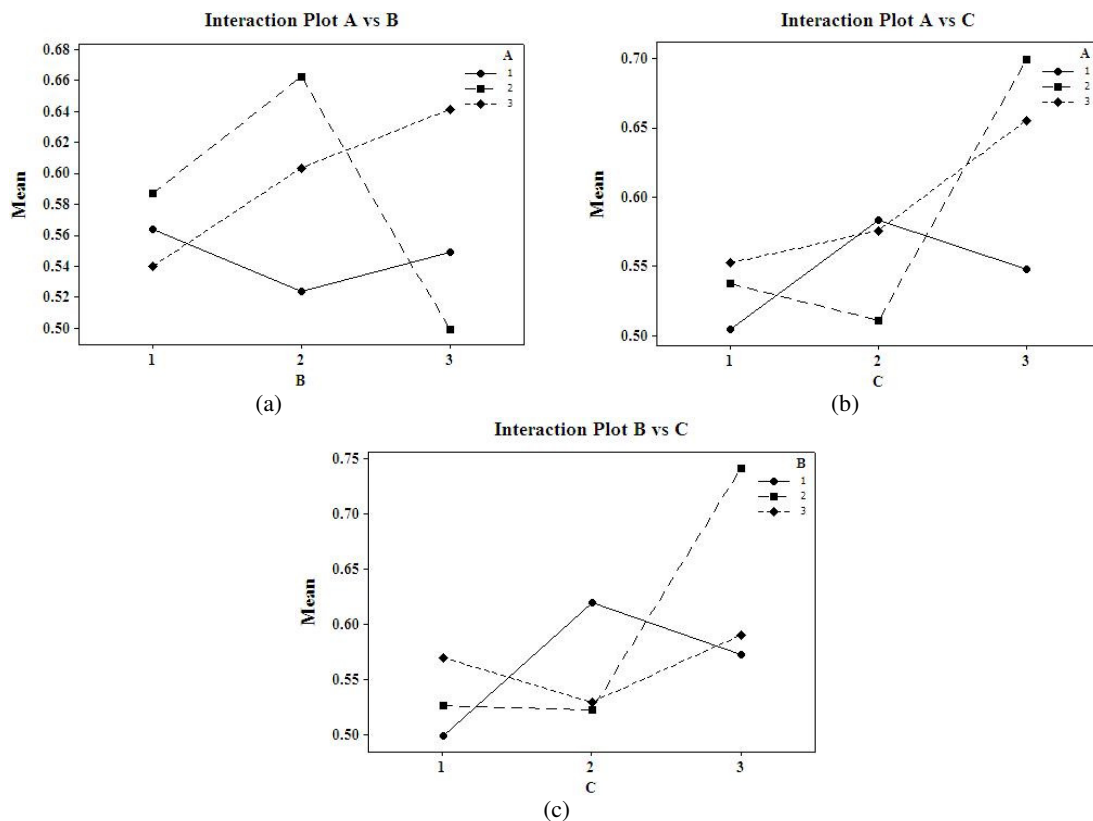 Interaction Plot A vs B
0.68
0.66
0.64
0.62
0.60
0.58
0.56
0.54
0.52
0.50
Mean
A
1
2
3
1 2 3
B
(a)
Interaction Plot A vs C
0.70
0.65
0.60
0.55
0.50
Mean
A
1
2
3
1 2 3
C
(b)
Interaction Plot B vs C
0.75
0.70
0.65
0.60
0.55
0.50
Mean
B
1
2
3
1 2 3
C
(c)